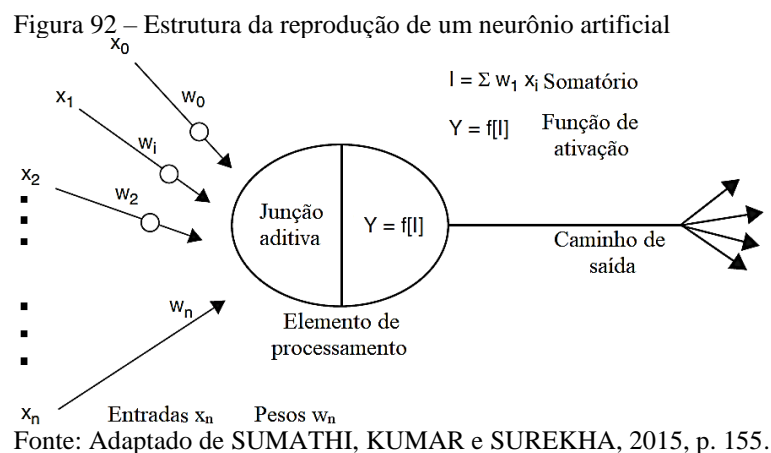 Figura 92 – Estrutura da reprodução de um neurônio artificial
x0
w0
I = Σ w1 xi Somatório
x1
wi
Y = f[I] Função de
ativação
x2
w2
Junção
aditiva
Y = f[I]
Caminho de
saída
wn
Elemento de
processamento
xn
Entradas xn Pesos wn
Fonte: Adaptado de SUMATHI, KUMAR e SUREKHA, 2015, p. 155.